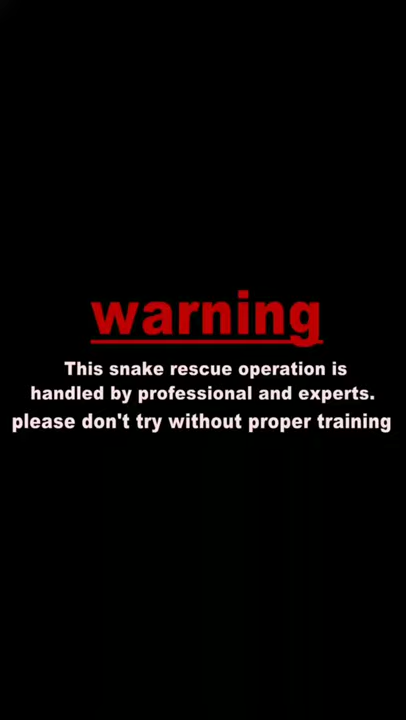 warning
This snake rescue operation is
handled by professional and experts.
please don't try without proper training